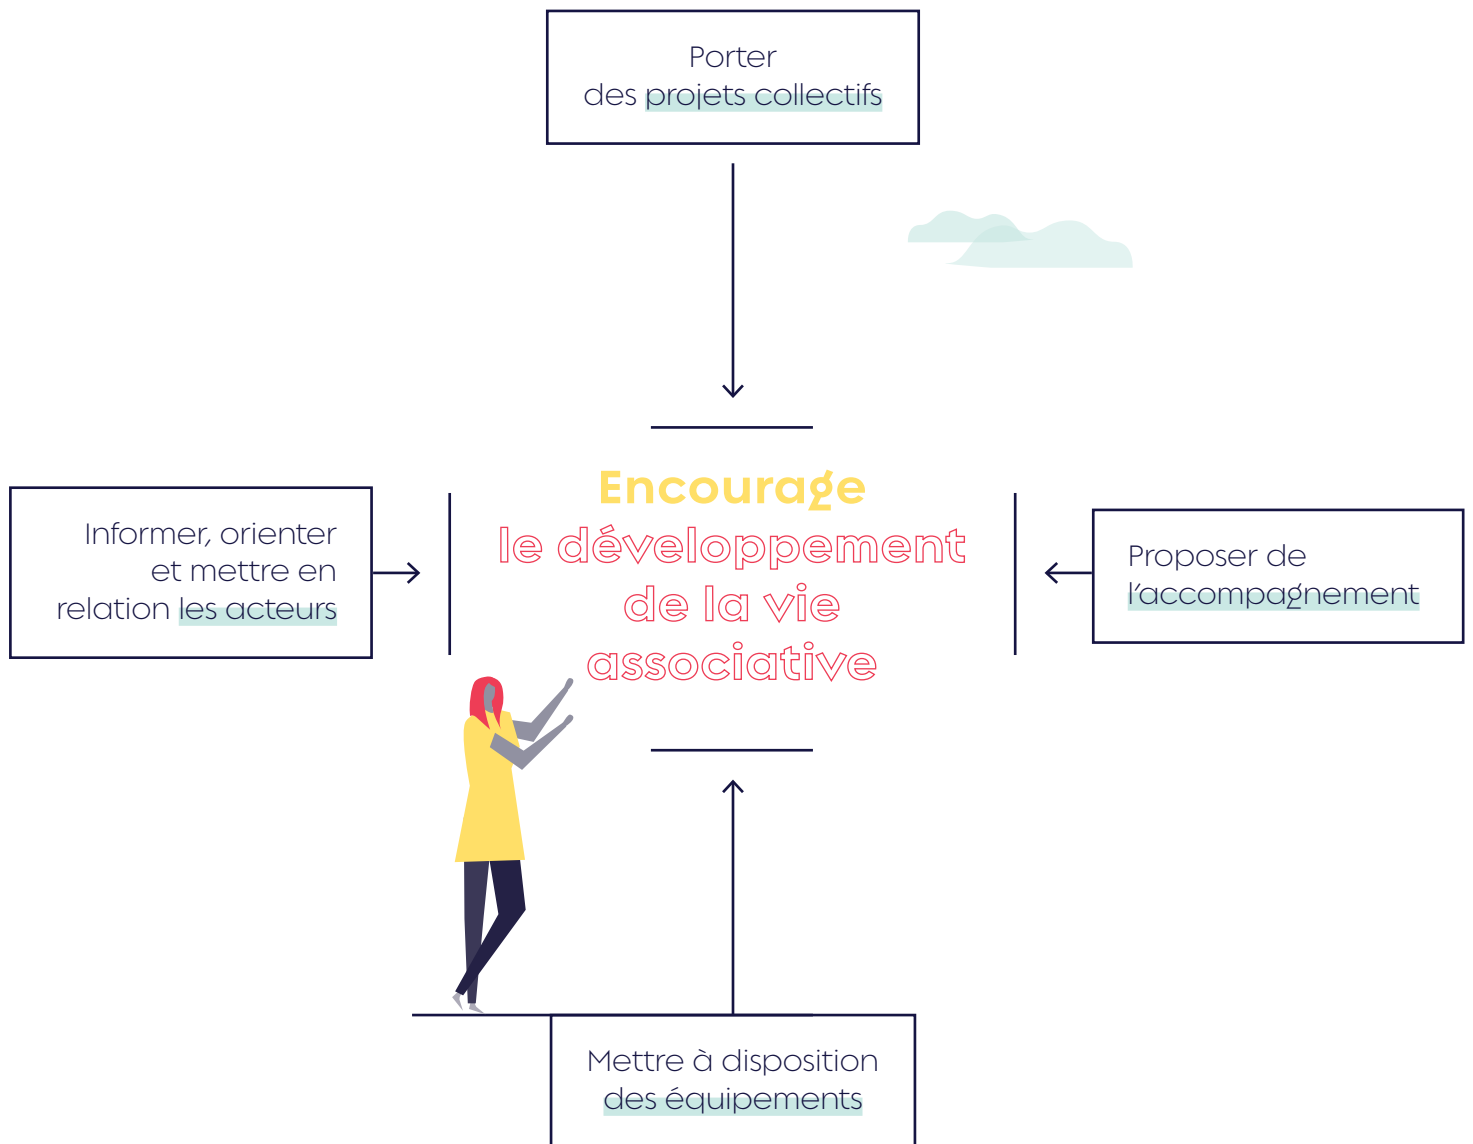 Porter
des projets collectifs
Encourage
le développement
de la vie
associative
Informer, orienter
et mettre en
relation les acteurs
Proposer de
l'accompagnement
Mettre à disposition
des équipements